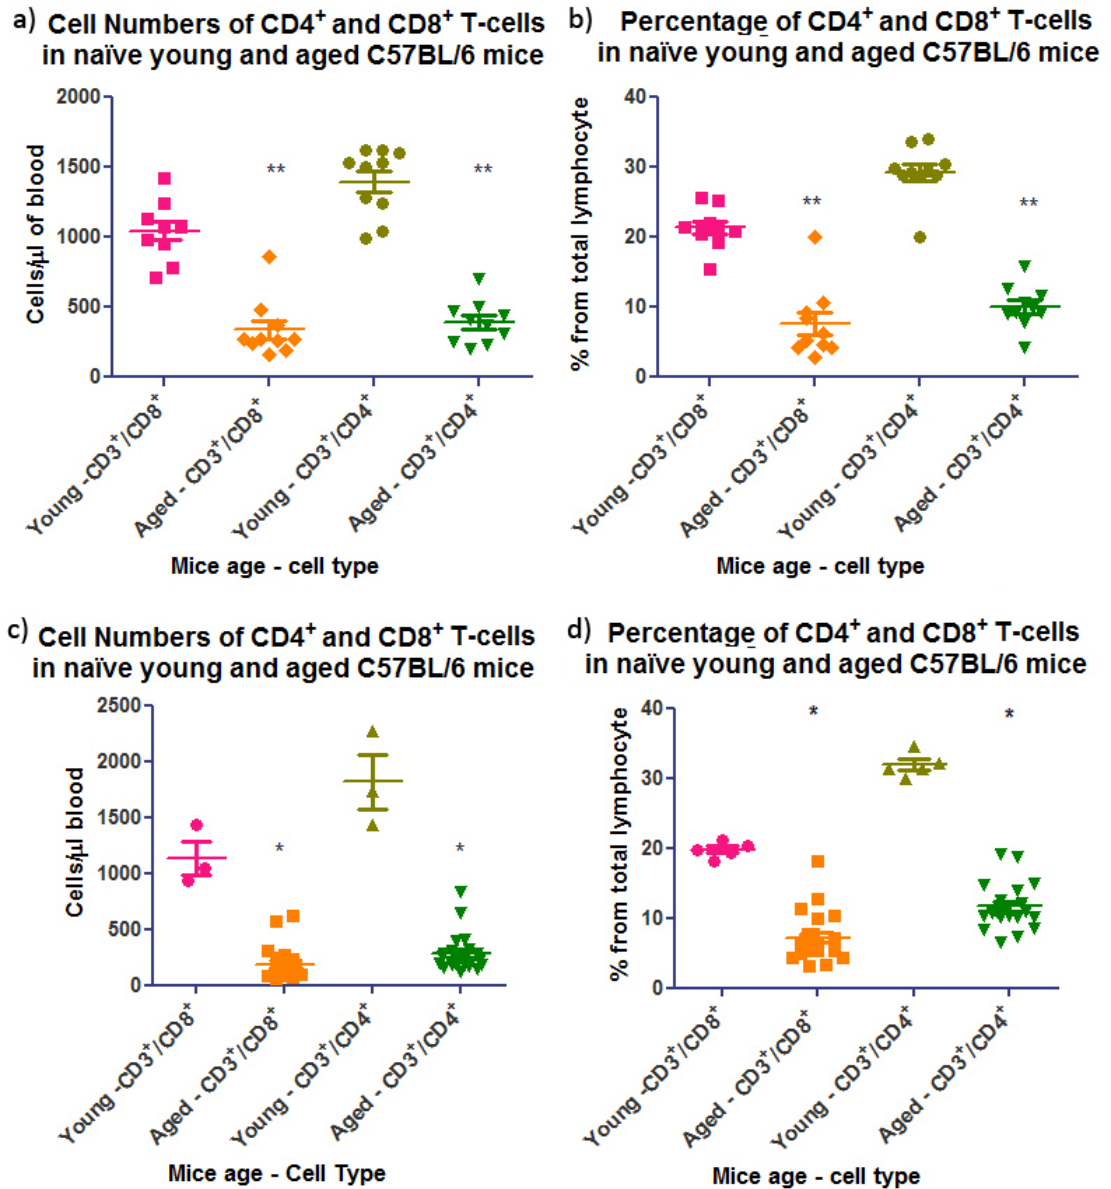 a) Cell Numbers of CD4⁺ and CD8⁺ T-cells
in naïve young and aged C57BL/6 mice
Cells/µl of blood
2000
1500
1000
500
0
**
**
Young -CD3⁺/CD8⁺
Aged - CD3⁺/CD8⁺
Young - CD3⁺/CD4⁺
Aged - CD3⁺/CD4⁺
Mice age - cell type
b) Percentage of CD4⁺ and CD8⁺ T-cells
in naïve young and aged C57BL/6 mice
% from total lymphocyte
40
30
20
10
0
**
**
Young -CD3⁺/CD8⁺
Aged - CD3⁺/CD8⁺
Young - CD3⁺/CD4⁺
Aged - CD3⁺/CD4⁺
Mice age - cell type
c) Cell Numbers of CD4⁺ and CD8⁺ T-cells
in naïve young and aged C57BL/6 mice
Cells/µl blood
2500
2000
1500
1000
500
0
*
*
Young -CD3⁺/CD8⁺
Aged - CD3⁺/CD8⁺
Young - CD3⁺/CD4⁺
Aged - CD3⁺/CD4⁺
Mice age - Cell Type
d) Percentage of CD4⁺ and CD8⁺ T-cells
in naïve young and aged C57BL/6 mice
% from total lymphocyte
40
30
20
10
0
*
*
Young -CD3⁺/CD8⁺
Aged - CD3⁺/CD8⁺
Young - CD3⁺/CD4⁺
Aged - CD3⁺/CD4⁺
Mice age - cell type